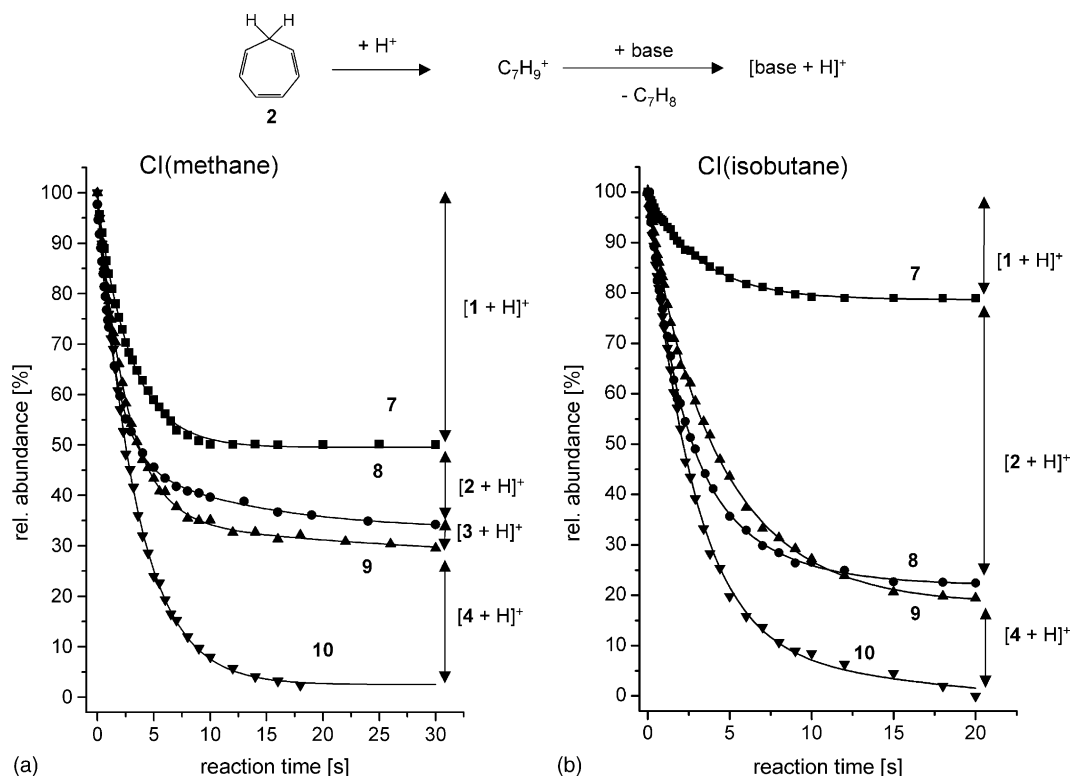 H H
+ H⁺
C₇H₉⁺
+ base
- C₇H₈
[base + H]⁺
2
CI(methane)
rel. abundance [%]
100
90
80
70
60
50
40
30
20
10
0
7
8
9
10
[1 + H]⁺
[2 + H]⁺
[3 + H]⁺
[4 + H]⁺
0 5 10 15 20 25 30
(a)
reaction time [s]
CI(isobutane)
rel. abundance [%]
100
90
80
70
60
50
40
30
20
10
0
7
8
9
10
[1 + H]⁺
[2 + H]⁺
[4 + H]⁺
0 5 10 15 20
(b)
reaction time [s]